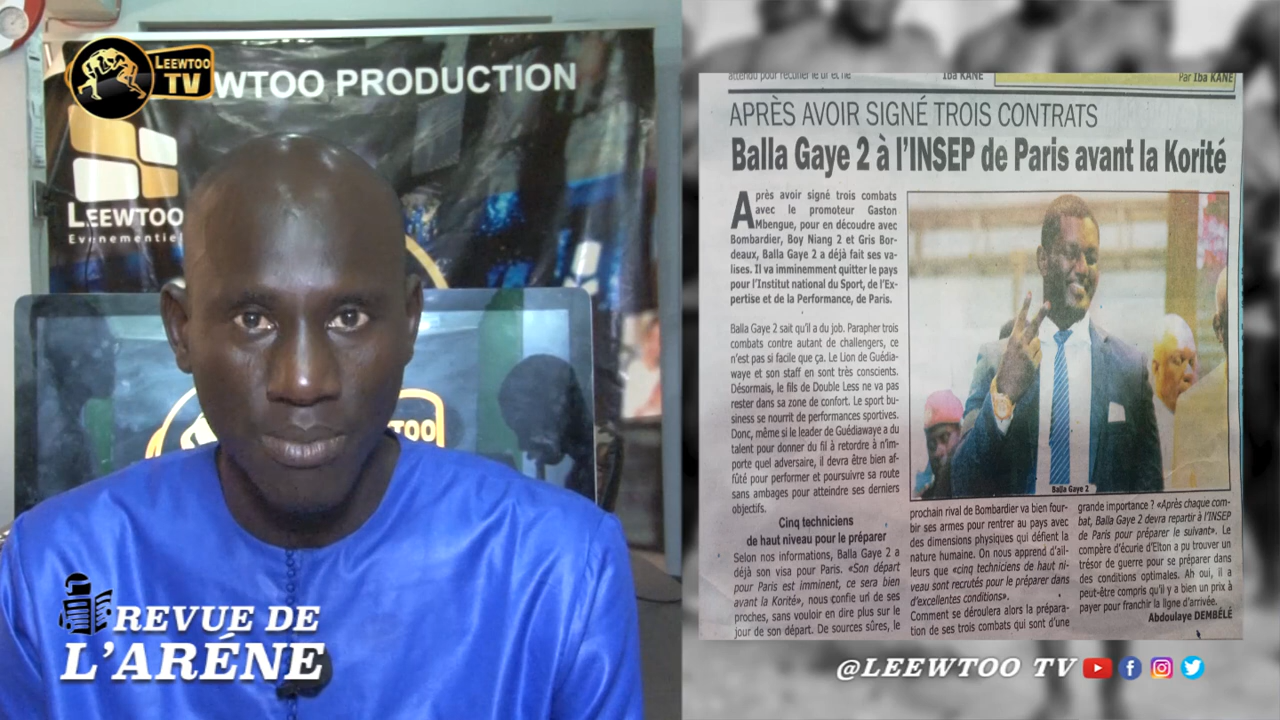 LEEWTOO
TV
WTOO PRODUCTION
LEEWTOO
Evenementiel
TOO
REVUE DE
L'ARÉNE
Iba KANE
Par Iba KANE
APRÈS AVOIR SIGNÉ TROIS CONTRATS
Balla Gaye 2 à l'INSEP de Paris avant la Korité
Après avoir signé trois combats
avec le promoteur Gaston
Mbengue, pour en découdre avec
Bombardier, Boy Niang 2 et Gris Bor-
deaux, Balla Gaye 2 a déjà fait ses va-
lises. Il va imminemment quitter le pays
pour l'Institut national du Sport, de l'Ex-
pertise et de la Performance, de Paris.
Balla Gaye 2 sait qu'il a du job. Parapher trois
combats contre autant de challengers, ce
n'est pas si facile que ça. Le Lion de Guédia-
waye et son staff en sont très conscients.
Désormais, le fils de Double Less ne va pas
rester dans sa zone de confort. Le sport bu-
siness se nourrit de performances sportives.
Donc, même si le leader de Guédiawaye a du
talent pour donner du fil à retordre à n'im-
porte quel adversaire, il devra être bien af-
fûté pour performer et poursuivre sa route
sans ambages pour atteindre ses derniers
objectifs.
Cinq techniciens
de haut niveau pour le préparer
Selon nos informations, Balla Gaye 2 a
déjà son visa pour Paris. «Son départ
pour Paris est imminent, ce sera bien
avant la Korité», nous confie un de ses
proches, sans vouloir en dire plus sur le
jour de son départ. De sources sûres, le
Balla Gaye 2
prochain rival de Bombardier va bien four-
bir ses armes pour rentrer au pays avec
des dimensions physiques qui défient la
nature humaine. On nous apprend d'ail-
leurs que «cinq techniciens de haut ni-
veau sont recrutés pour le préparer dans
d'excellentes conditions».
Comment se déroulera alors la prépara-
tion de ses trois combats qui sont d'une
grande importance ? «Après chaque com-
bat, Balla Gaye 2 devra repartir à l'INSEP
de Paris pour préparer le suivant». Le
compère d'écurie d'Elton a pu trouver un
trésor de guerre pour se préparer dans
des conditions optimales. Ah oui, il a
peut-être compris qu'il y a bien un prix à
payer pour franchir la ligne d'arrivée.
Abdoulaye DEMBÉLÉ
@LEEWTOO TV